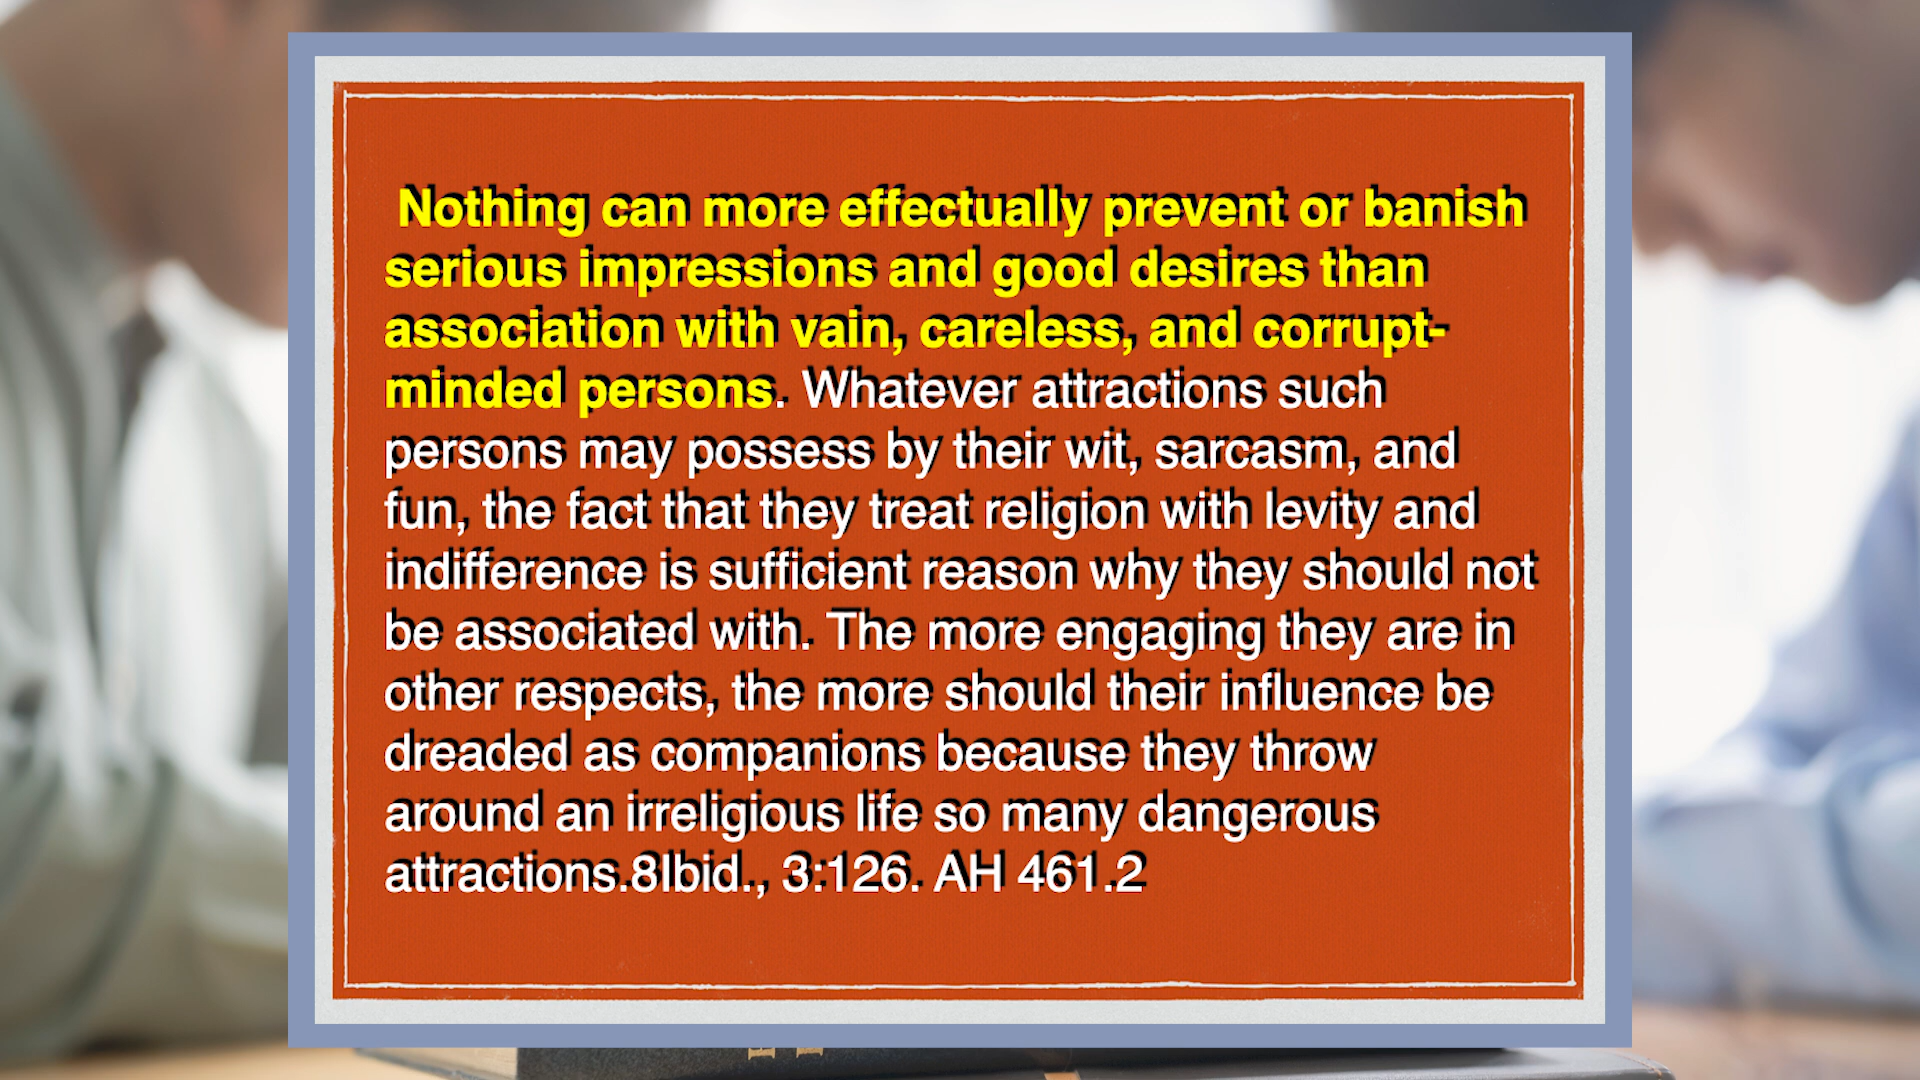 Nothing can more effectually prevent or banish
serious impressions and good desires than
association with vain, careless, and corrupt-
minded persons. Whatever attractions such
persons may possess by their wit, sarcasm, and
fun, the fact that they treat religion with levity and
indifference is sufficient reason why they should not
be associated with. The more engaging they are in
other respects, the more should their influence be
dreaded as companions because they throw
around an irreligious life so many dangerous
attractions.8Ibid., 3:126. AH 461.2